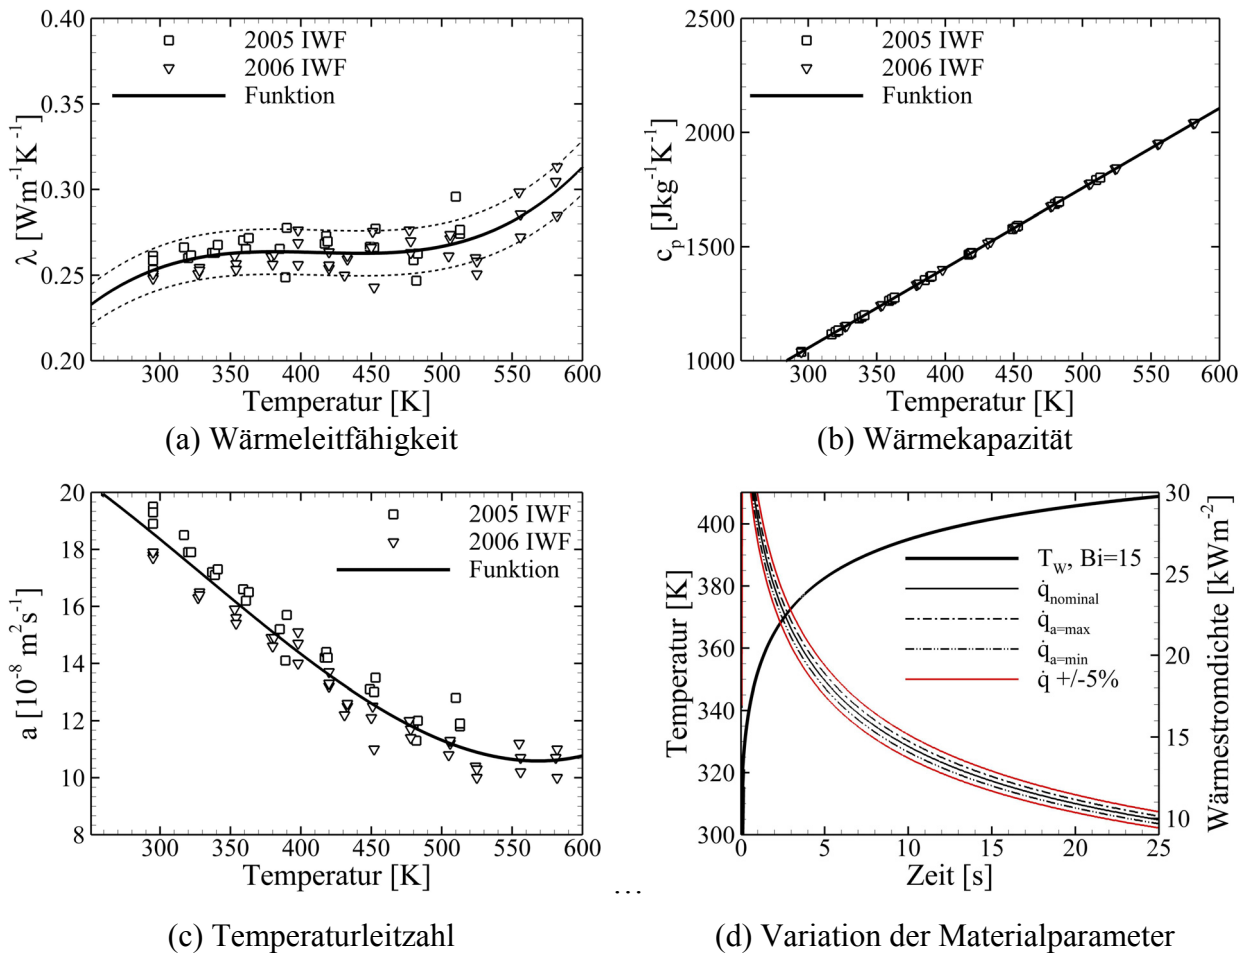 0.40
0.35
0.30
0.25
0.20
λ [Wm⁻¹K⁻¹]
2005 IWF
2006 IWF
Funktion
300 350 400 450 500 550 600
Temperatur [K]
(a) Wärmeleitfähigkeit
2500
2000
1500
1000
cₚ [Jkg⁻¹K⁻¹]
2005 IWF
2006 IWF
Funktion
300 350 400 450 500 550 600
Temperatur [K]
(b) Wärmekapazität
20
18
16
14
12
10
8
a [10⁻⁸ m²s⁻¹]
2005 IWF
2006 IWF
Funktion
300 350 400 450 500 550 600
Temperatur [K]
(c) Temperaturleitzahl
400
380
360
340
320
300
Temperatur [K]
T_W, Bi=15
q̇_nominal
q̇_a=max
q̇_a=min
q̇ +/-5%
30
25
20
15
10
Wärmestromdichte [kWm⁻²]
0 5 10 15 20 25
Zeit [s]
...
(d) Variation der Materialparameter